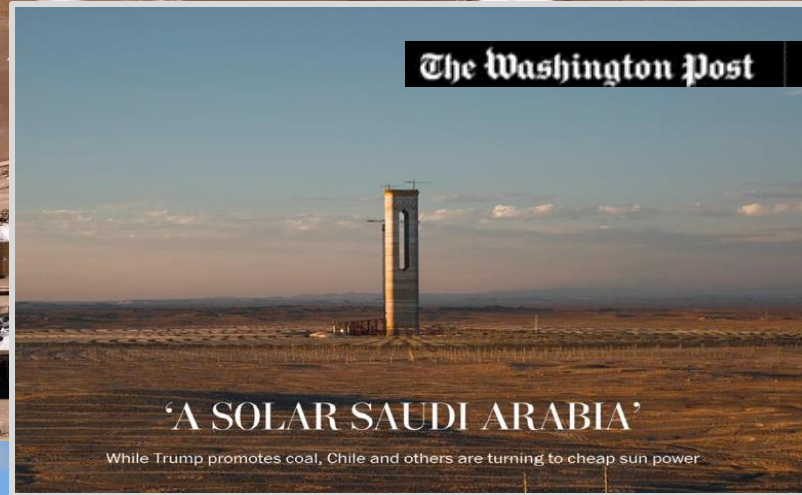 The Washington Post
‘A SOLAR SAUDI ARABIA’
While Trump promotes coal, Chile and others are turning to cheap sun power